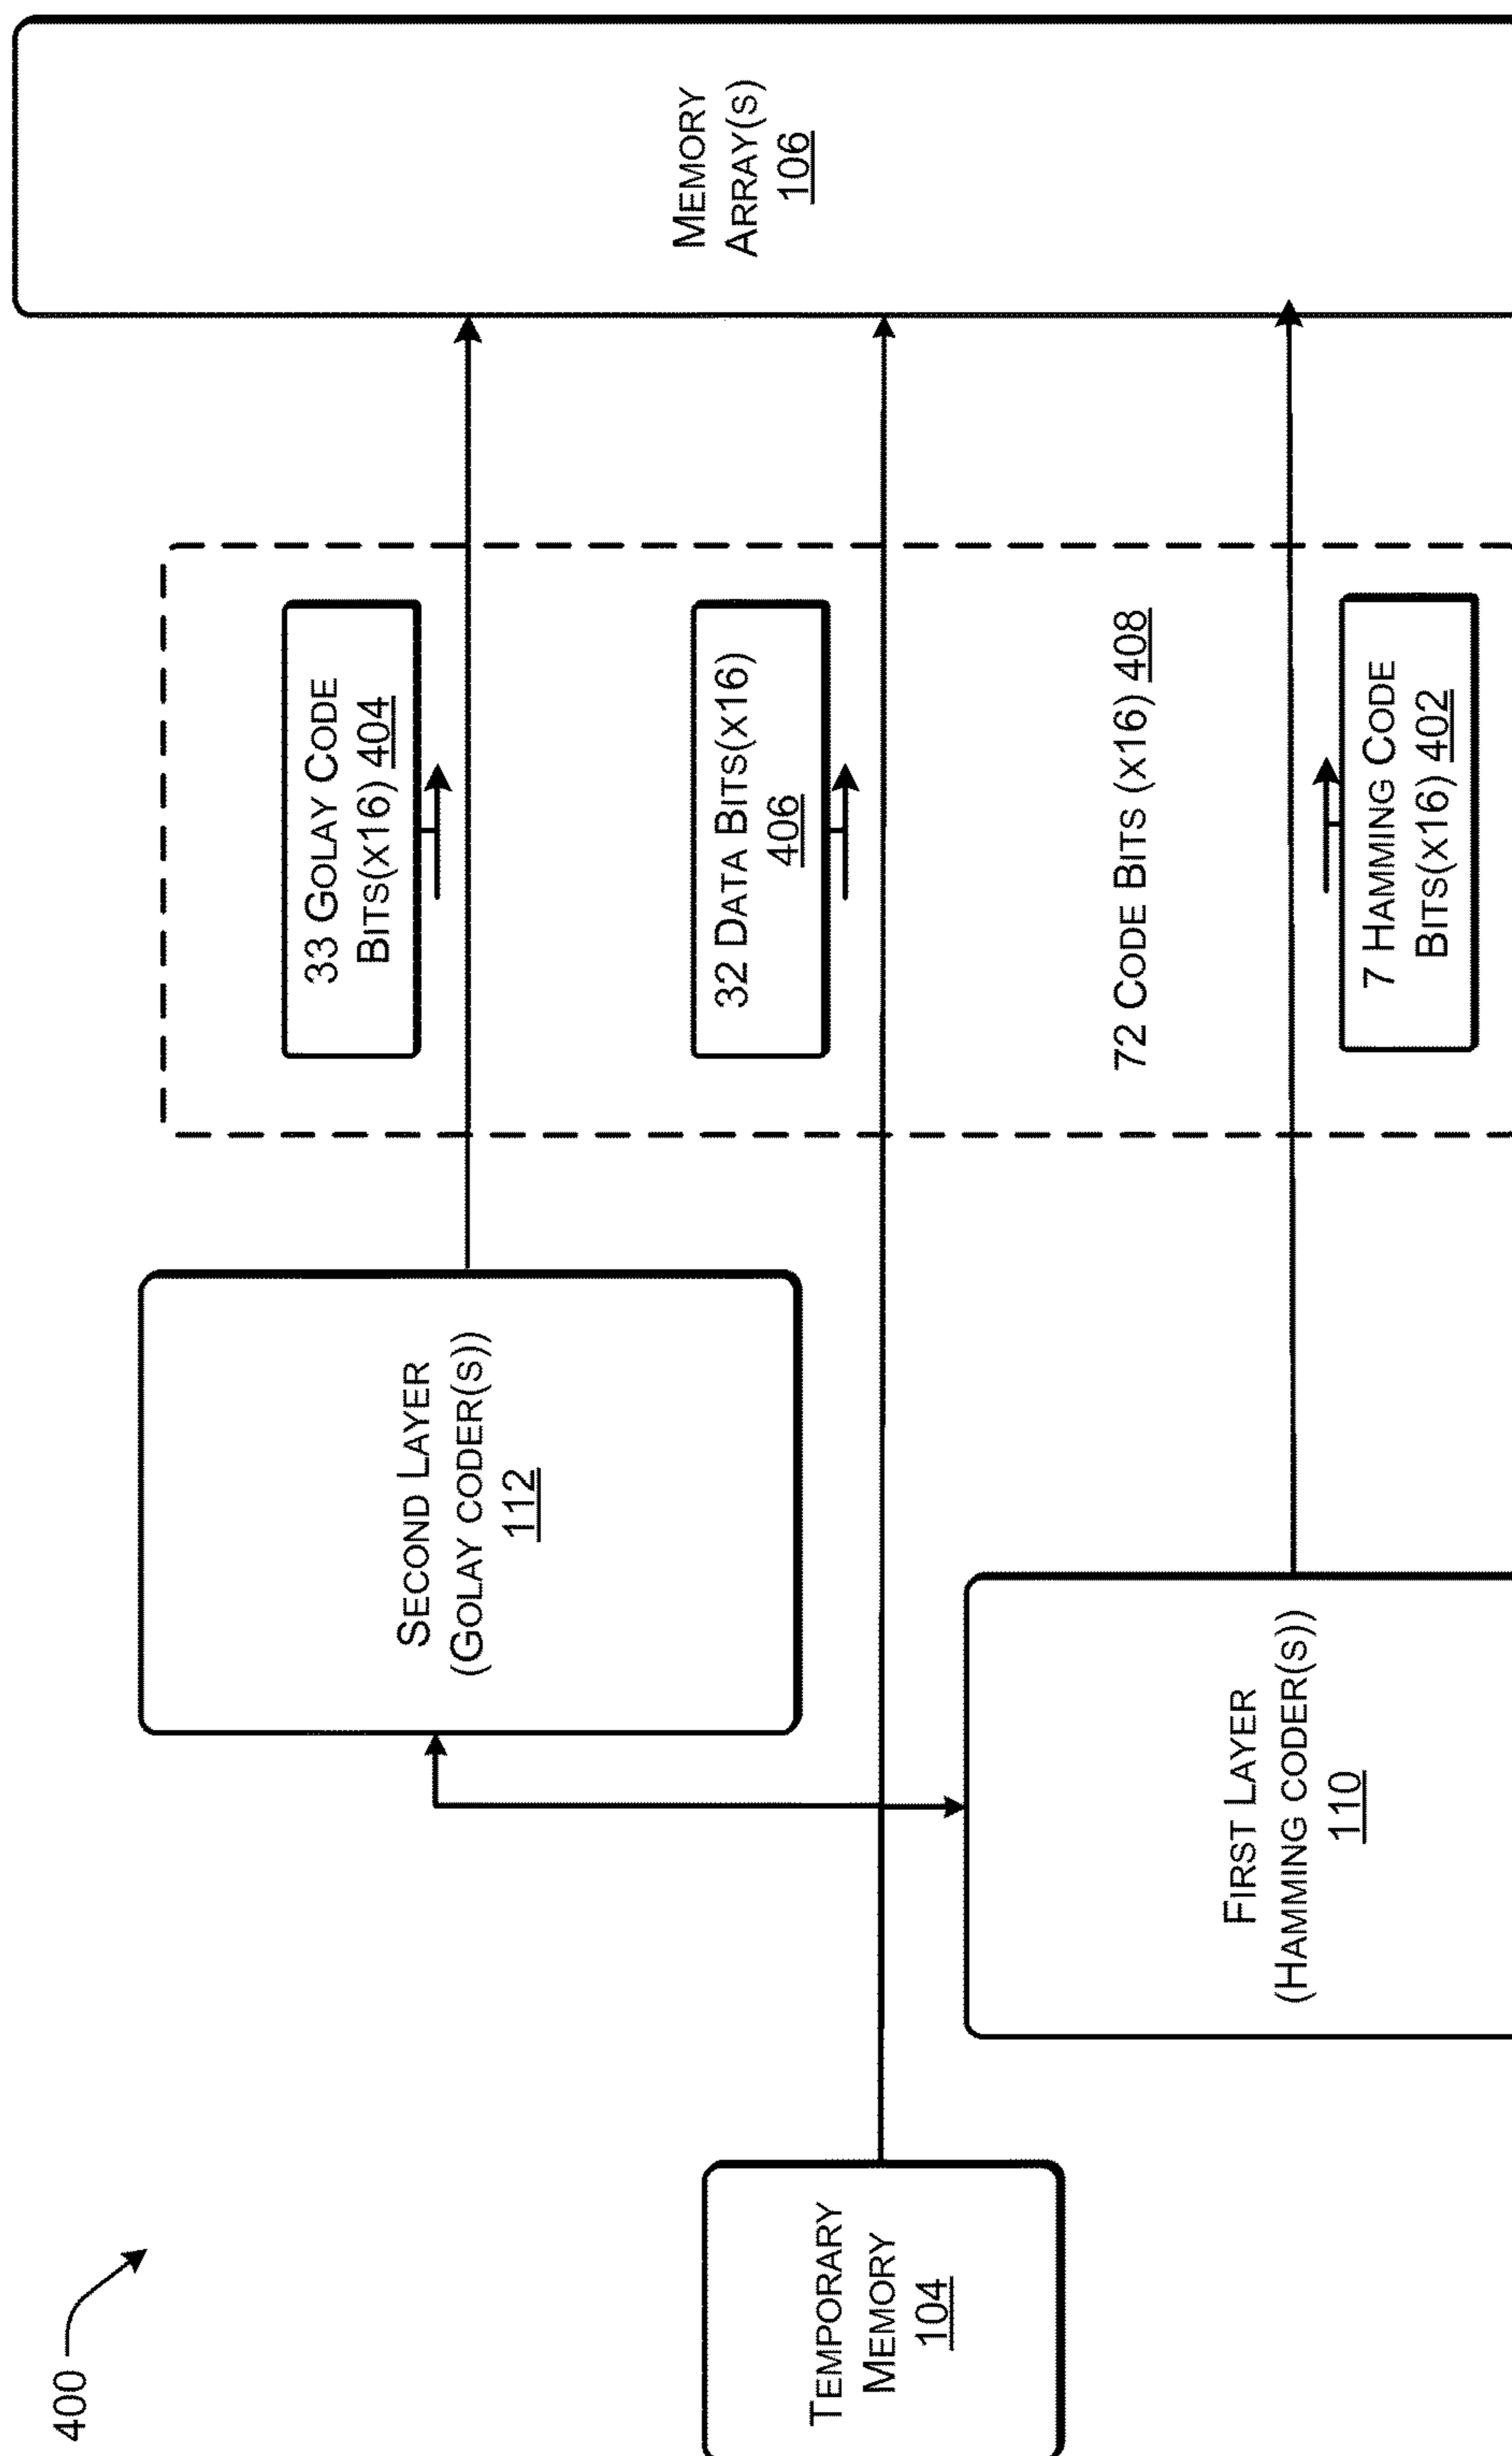 400
TEMPORARY
MEMORY
104
SECOND LAYER
(GOLAY CODER(S))
112
FIRST LAYER
(HAMMING CODER(S))
110
33 GOLAY CODE
BITS(X16) 404
32 DATA BITS(X16)
406
72 CODE BITS (X16) 408
7 HAMMING CODE
BITS(X16) 402
MEMORY
ARRAY(S)
106